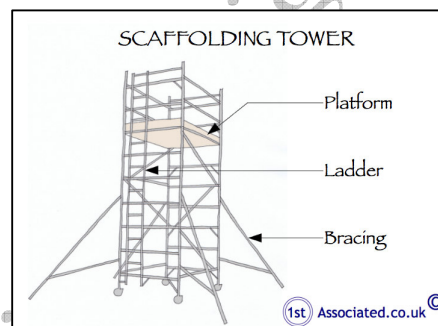 SCAFFOLDING TOWER
Platform
Ladder
Bracing
1st Associated.co.uk ©